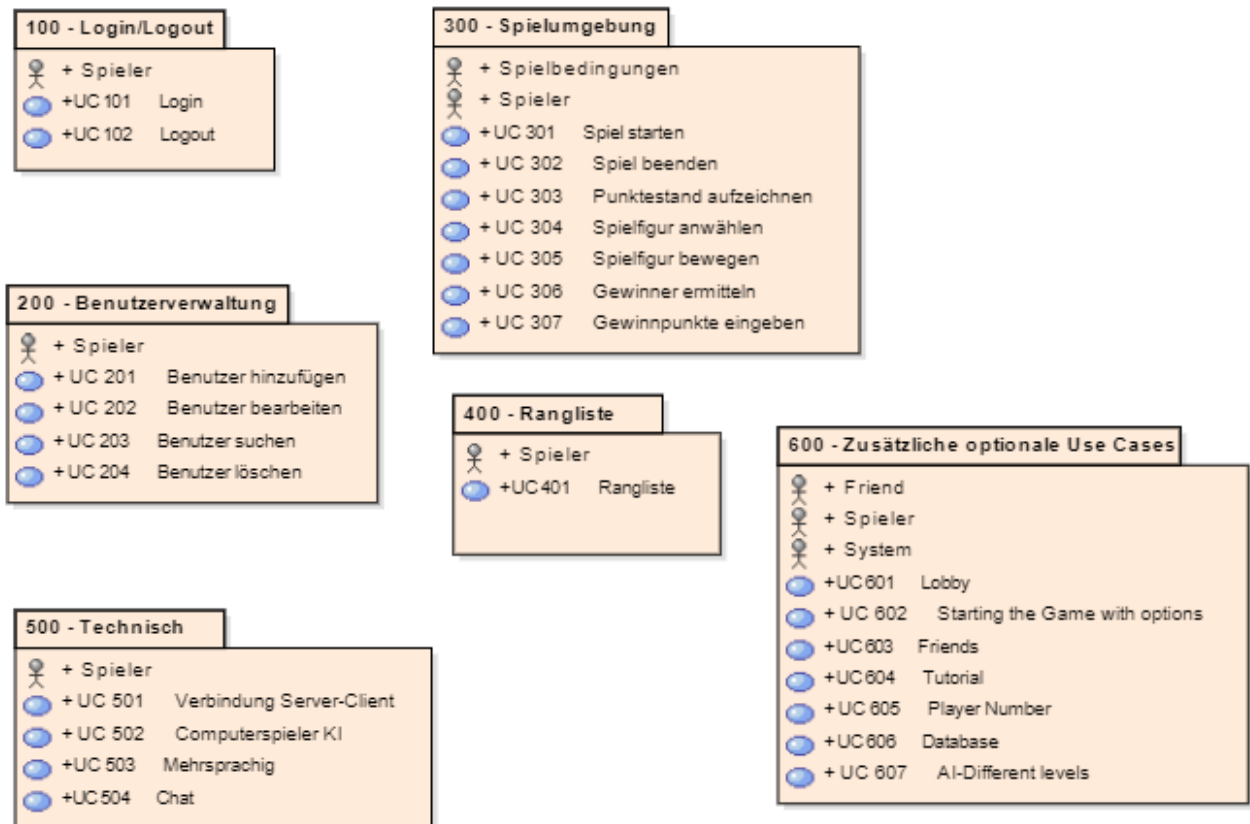 100 - Login/Logout
+ Spieler
+UC 101 Login
+UC 102 Logout
200 - Benutzerverwaltung
+ Spieler
+ UC 201 Benutzer hinzufügen
+ UC 202 Benutzer bearbeiten
+ UC 203 Benutzer suchen
+ UC 204 Benutzer löschen
300 - Spielumgebung
+ Spielbedingungen
+ Spieler
+ UC 301 Spiel starten
+ UC 302 Spiel beenden
+ UC 303 Punktestand aufzeichnen
+ UC 304 Spielfigur anwählen
+ UC 305 Spielfigur bewegen
+ UC 306 Gewinner ermitteln
+ UC 307 Gewinnpunkte eingeben
400 - Rangliste
+ Spieler
+UC 401 Rangliste
500 - Technisch
+ Spieler
+ UC 501 Verbindung Server-Client
+ UC 502 Computerspieler KI
+UC 503 Mehrsprachig
+UC 504 Chat
600 - Zusätzliche optionale Use Cases
+ Friend
+ Spieler
+ System
+UC 601 Lobby
+ UC 602 Starting the Game with options
+UC 603 Friends
+UC 604 Tutorial
+ UC 605 Player Number
+UC 606 Database
+ UC 607 AI-Different levels